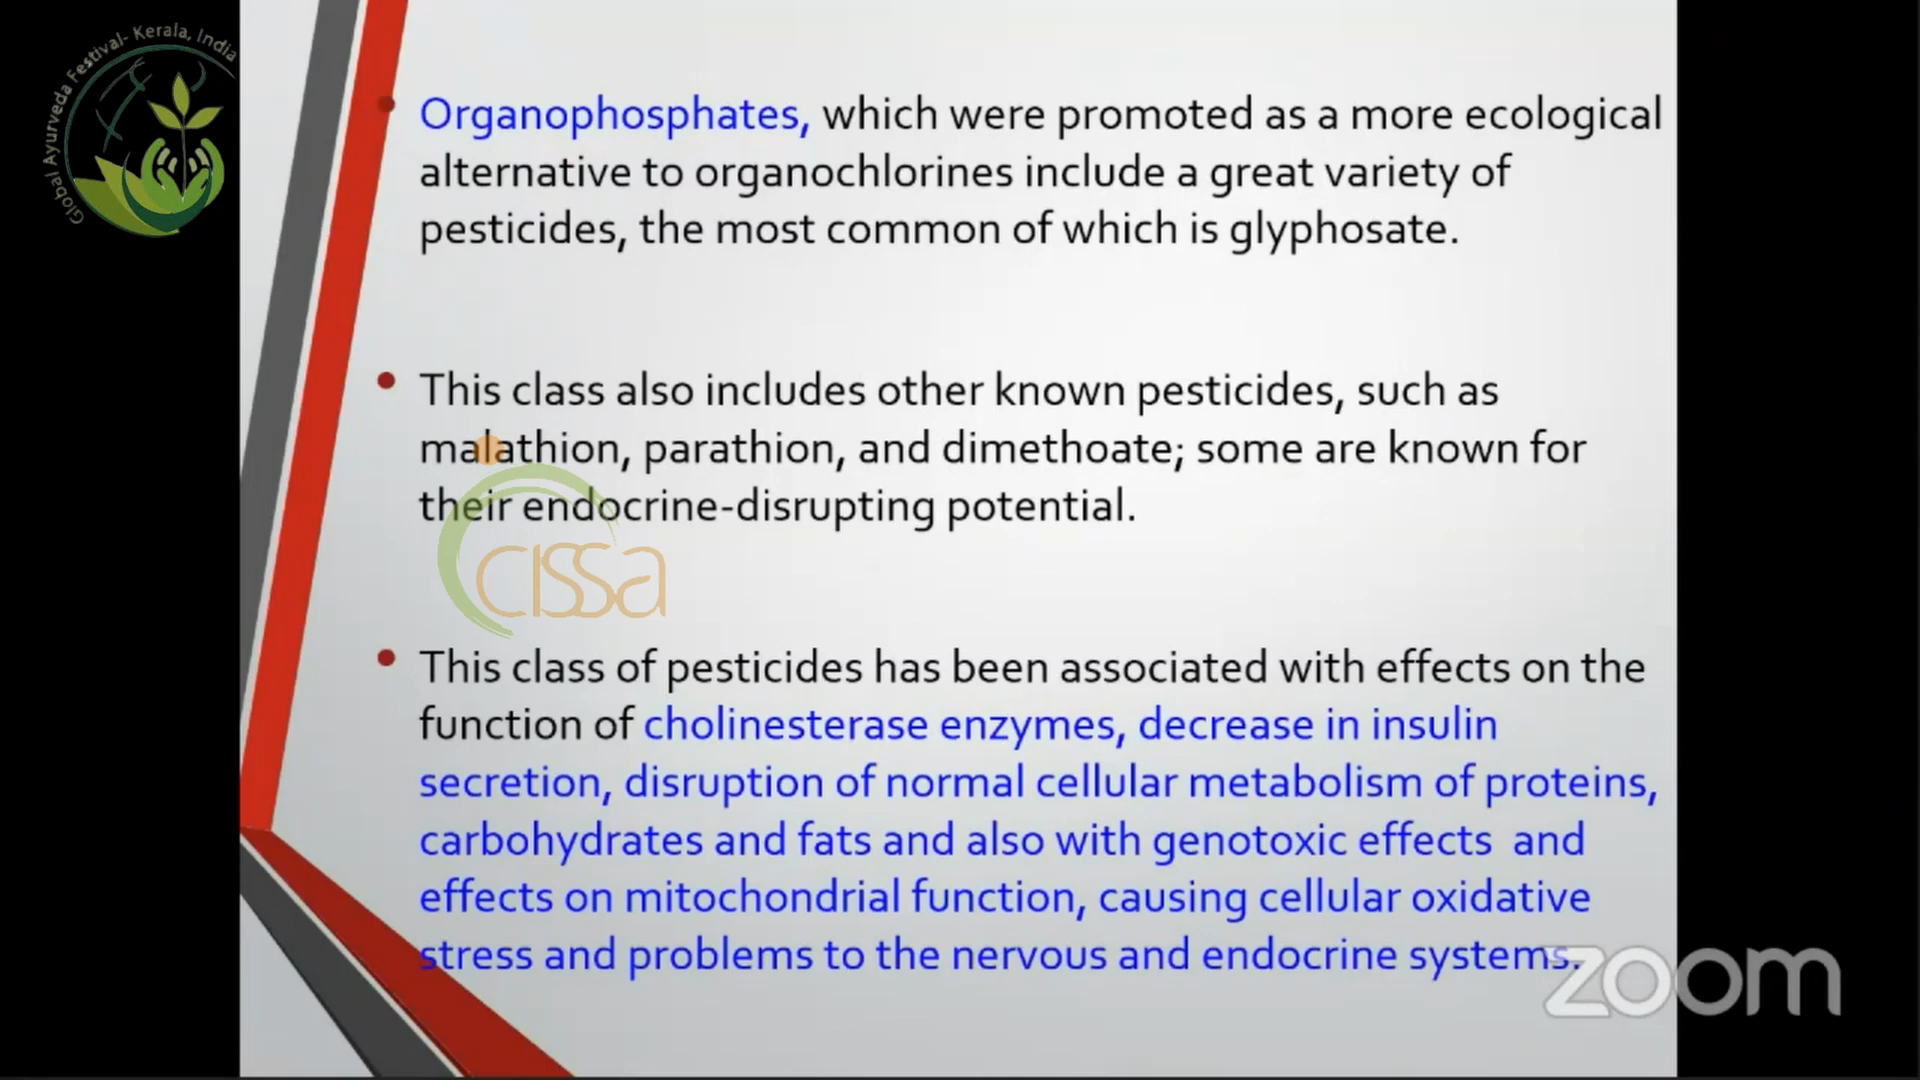 Global Ayurveda Festival- Kerala, India
Organophosphates, which were promoted as a more ecological
alternative to organochlorines include a great variety of
pesticides, the most common of which is glyphosate.
This class also includes other known pesticides, such as
malathion, parathion, and dimethoate; some are known for
their endocrine-disrupting potential.
cissa
This class of pesticides has been associated with effects on the
function of cholinesterase enzymes, decrease in insulin
secretion, disruption of normal cellular metabolism of proteins,
carbohydrates and fats and also with genotoxic effects and
effects on mitochondrial function, causing cellular oxidative
stress and problems to the nervous and endocrine systems.
zoom